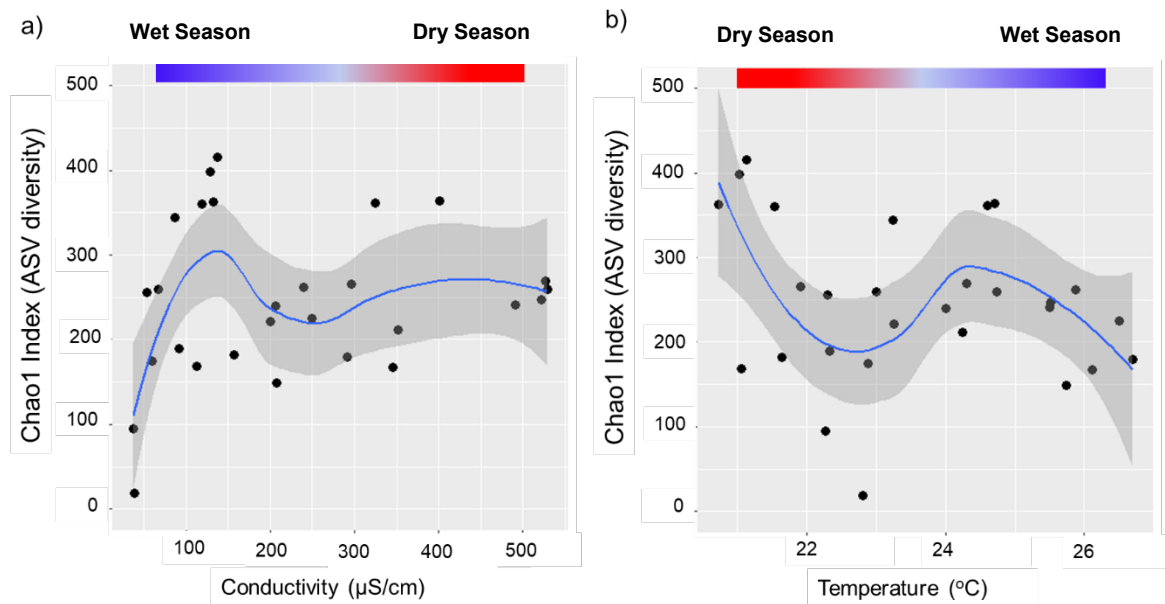 a)
Wet Season
Dry Season
500
400
300
200
100
0
Chao1 Index (ASV diversity)
100
200
300
400
500
Conductivity (µS/cm)
b)
Dry Season
Wet Season
500
400
300
200
100
0
Chao1 Index (ASV diversity)
22
24
26
Temperature (°C)